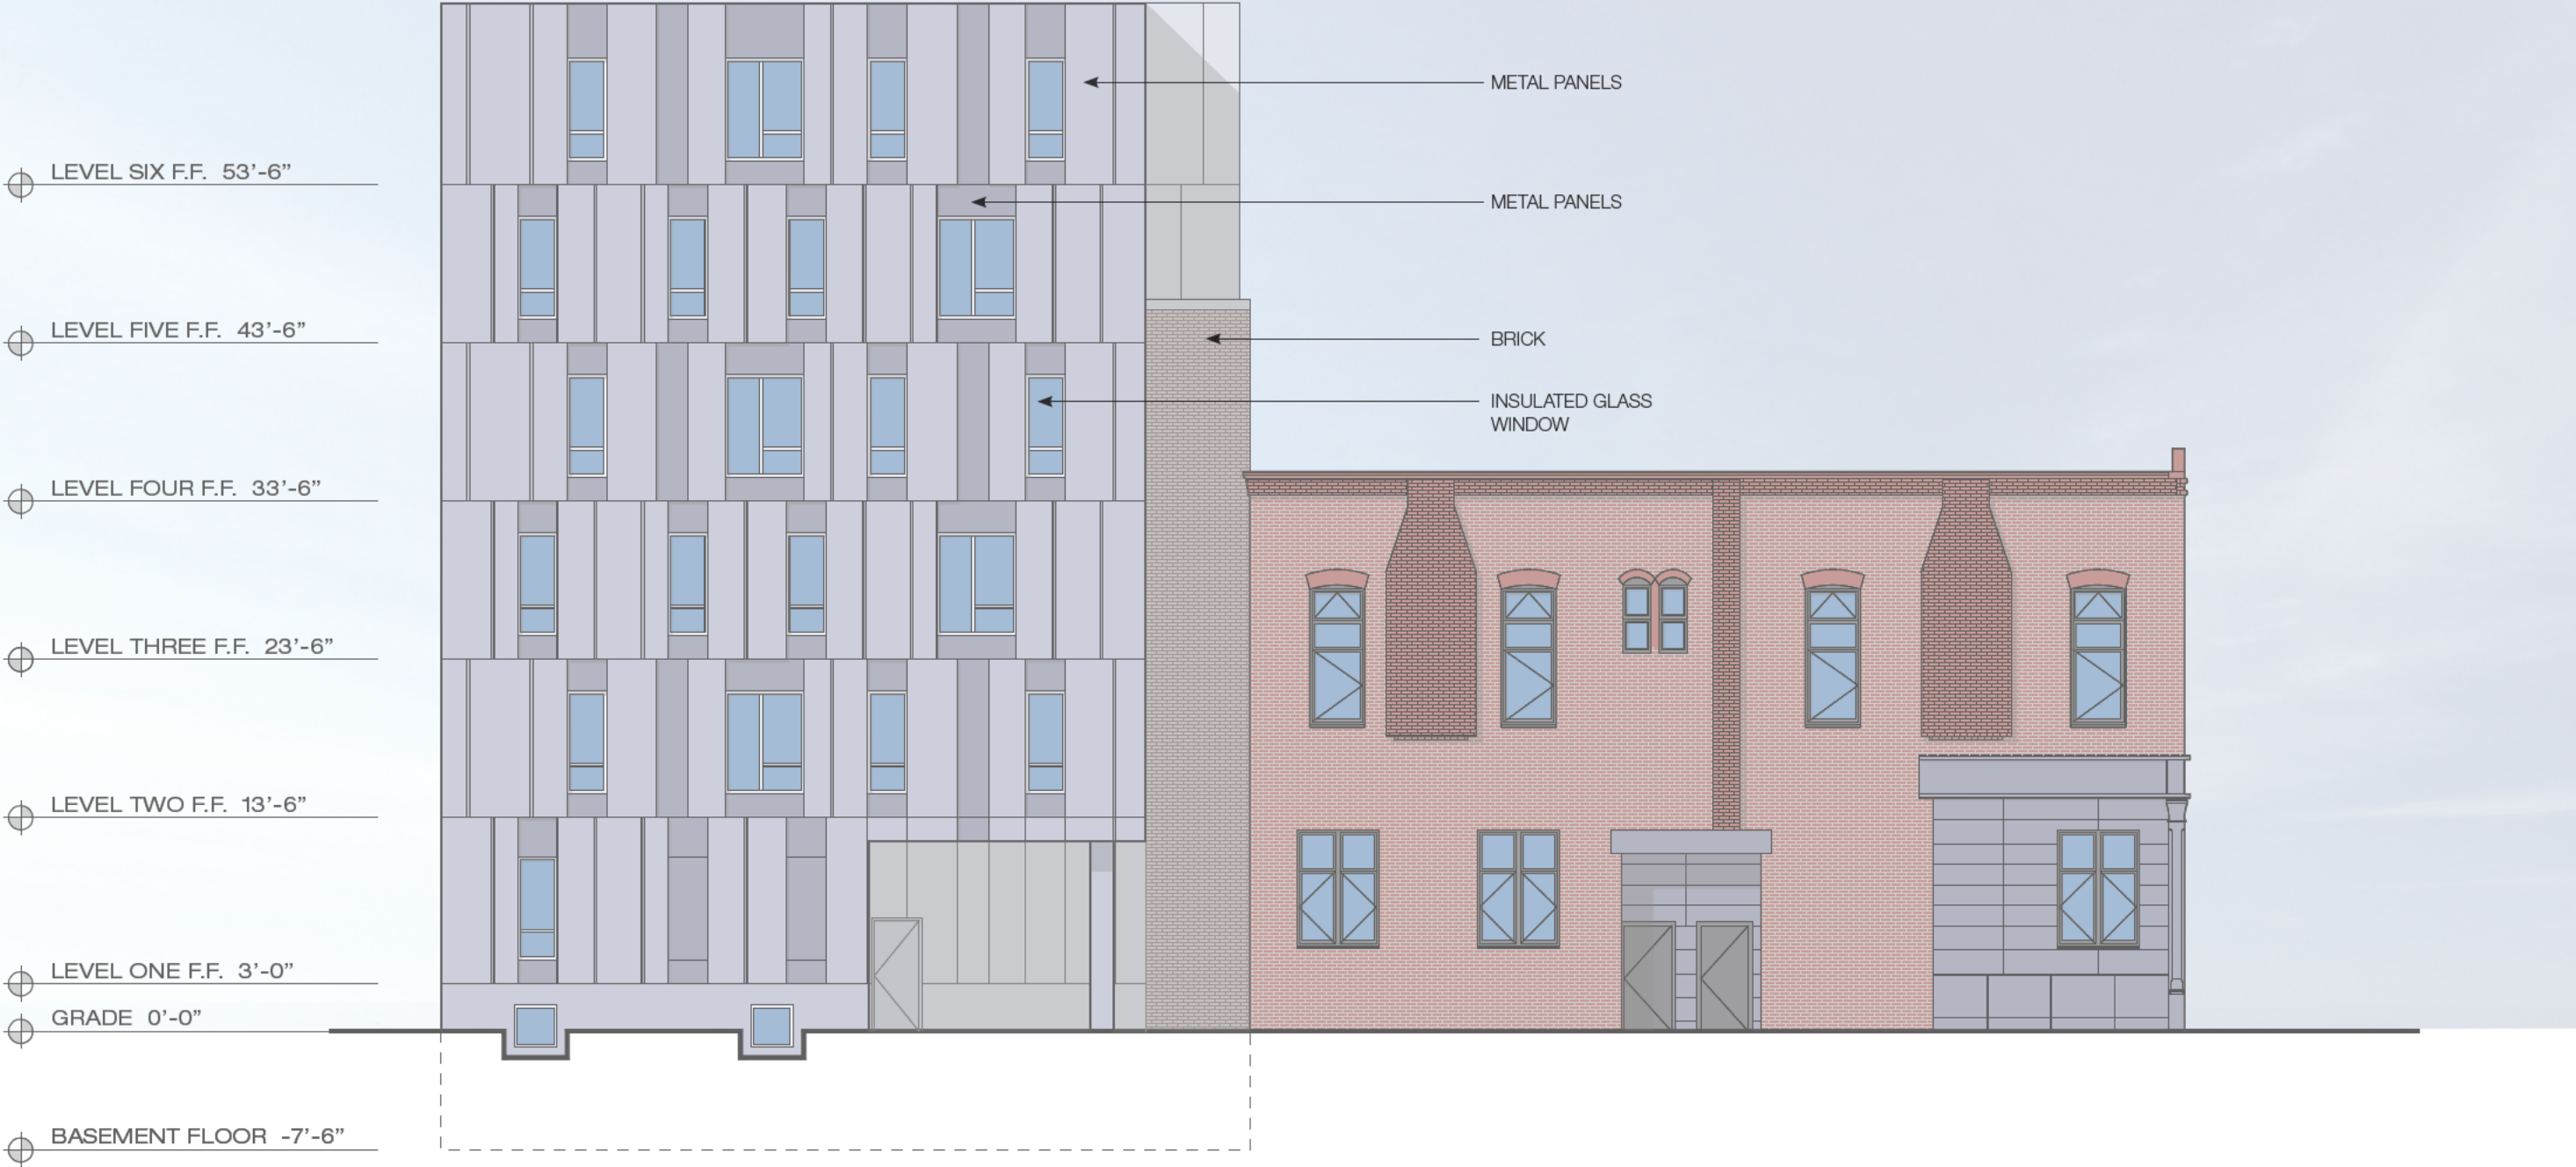 METAL PANELS
LEVEL SIX F.F. 53’-6”
METAL PANELS
LEVEL FIVE F.F. 43’-6”
BRICK
INSULATED GLASS
WINDOW
LEVEL FOUR F.F. 33’-6”
LEVEL THREE F.F. 23’-6”
LEVEL TWO F.F. 13’-6”
LEVEL ONE F.F. 3’-0”
GRADE 0’-0”
BASEMENT FLOOR -7’-6”